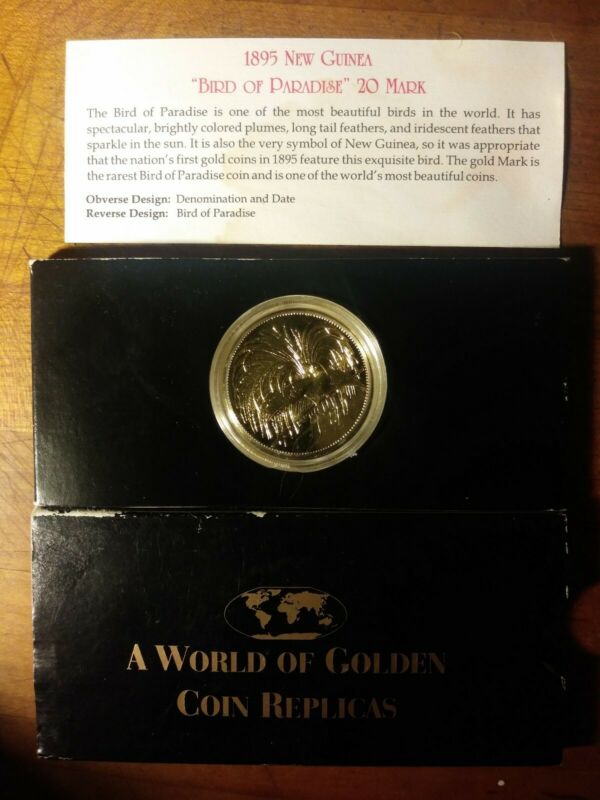 1895 New Guinea
"Bird of Paradise" 20 Mark
The Bird of Paradise is one of the most beautiful birds in the world. It has
spectacular, brightly colored plumes, long tail feathers, and iridescent feathers that
sparkle in the sun. It is also the very symbol of New Guinea, so it was appropriate
that the nation's first gold coins in 1895 feature this exquisite bird. The gold Mark is
the rarest Bird of Paradise coin and is one of the world's most beautiful coins.
Obverse Design: Denomination and Date
Reverse Design: Bird of Paradise
A World of Golden
Coin Replicas